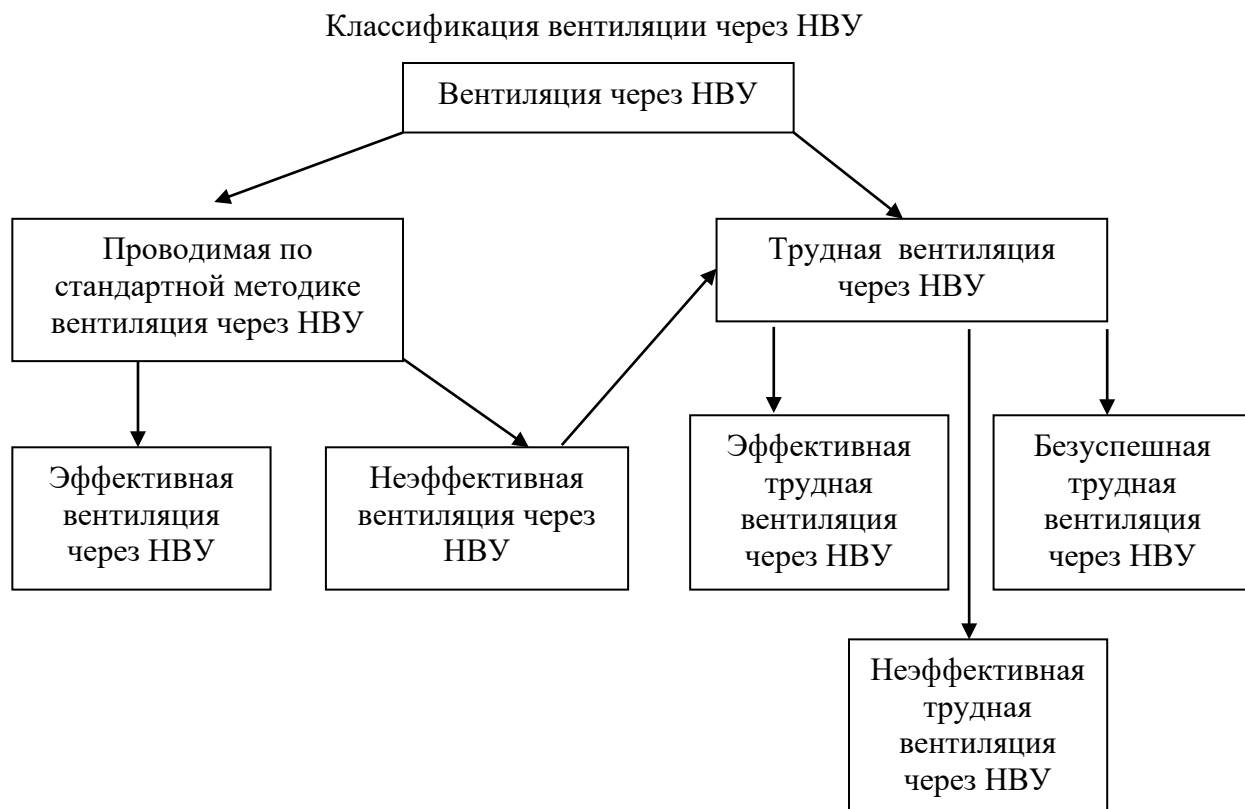 Классификация вентиляции через НВУ
Вентиляция через НВУ
Проводимая по
стандартной методике
вентиляция через НВУ
Трудная вентиляция
через НВУ
Эффективная
вентиляция
через НВУ
Неэффективная
вентиляция через
НВУ
Эффективная
трудная
вентиляция
через НВУ
Безуспешная
трудная
вентиляция
через НВУ
Неэффективная
трудная
вентиляция
через НВУ